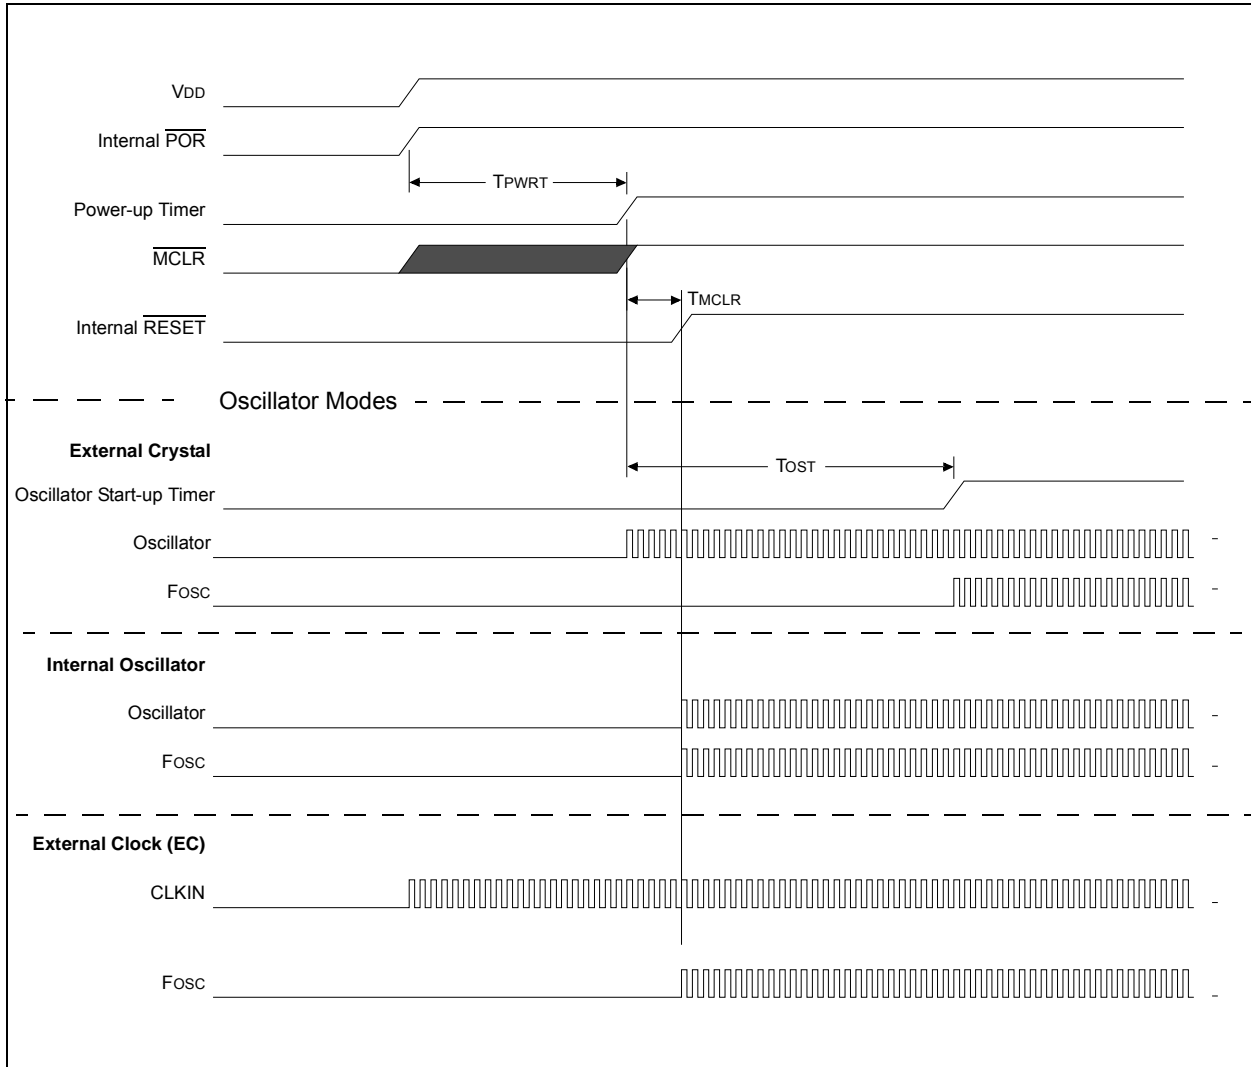 VDD
Internal POR
TPWRT
Power-up Timer
MCLR
TMCLR
Internal RESET
Oscillator Modes
External Crystal
TOST
Oscillator Start-up Timer
Oscillator
FOSC
Internal Oscillator
Oscillator
FOSC
External Clock (EC)
CLKIN
FOSC